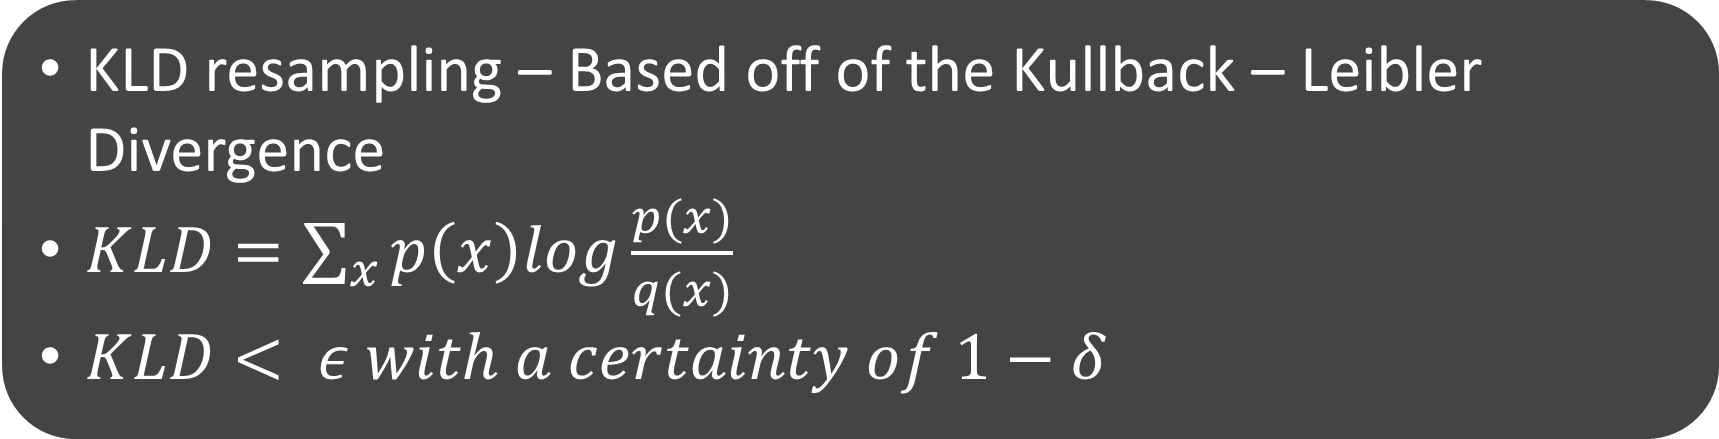 • KLD resampling – Based off of the Kullback – Leibler
Divergence
• KLD = ∑ₓ p(x)log p(x)/q(x)
• KLD < ϵ with a certainty of 1 − δ